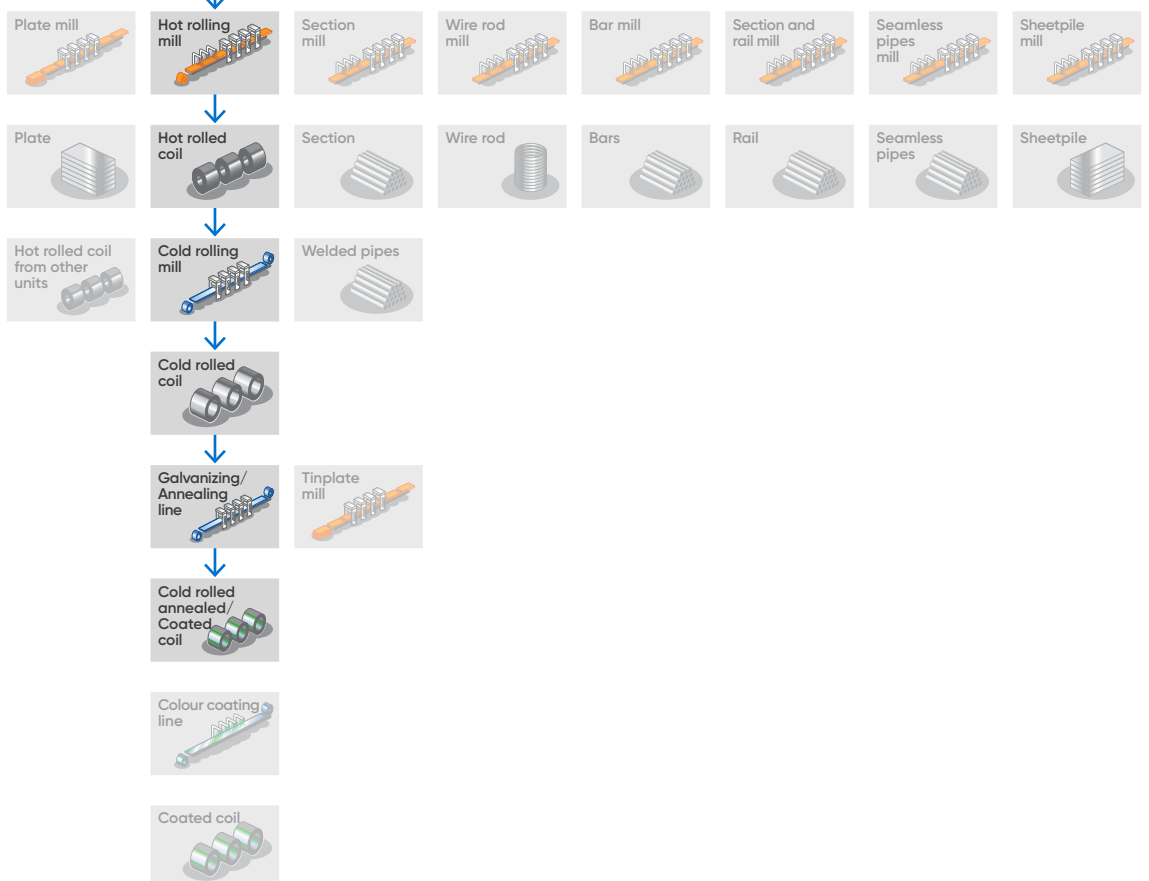 Plate mill
Hot rolling
mill
Section
mill
Wire rod
mill
Bar mill
Section and
rail mill
Seamless
pipes
mill
Sheetpile
mill
Plate
Hot rolled
coil
Section
Wire rod
Bars
Rail
Seamless
pipes
Sheetpile
Hot rolled coil
from other
units
Cold rolling
mill
Welded pipes
Cold rolled
coil
Galvanizing/
Annealing
line
Tinplate
mill
Cold rolled
annealed/
Coated
coil
Colour coating
line
Coated coil